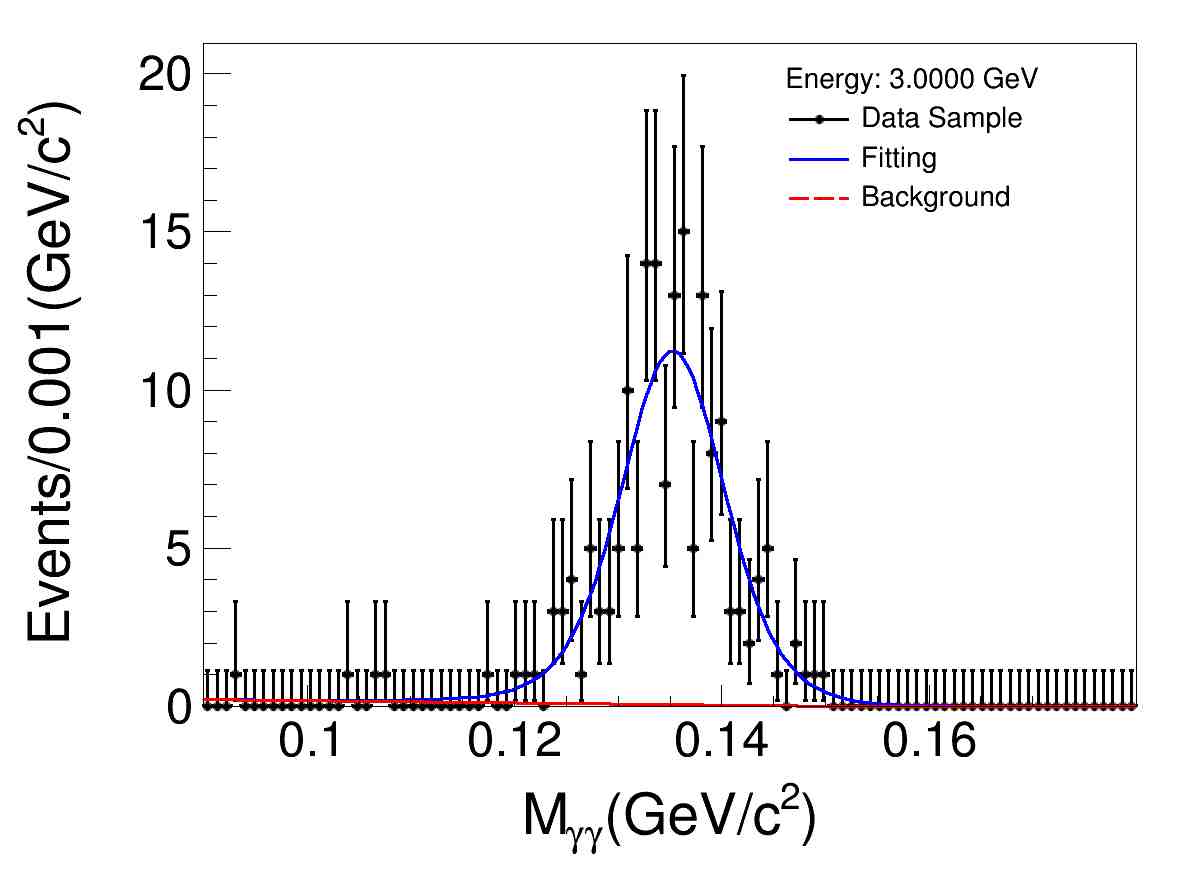 Energy: 3.0000 GeV
Data Sample
Fitting
Background
Events/0.001(GeV/c²)
20
15
10
5
0
0.1 0.12 0.14 0.16
Mγγ(GeV/c²)